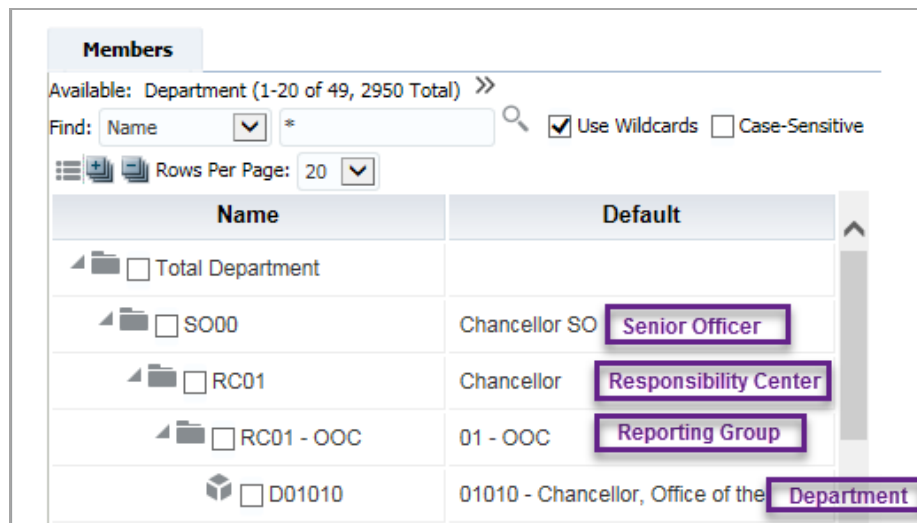 Members
Available: Department (1-20 of 49, 2950 Total) »
Find: Name * Use Wildcards Case-Sensitive
Rows Per Page: 20
Name Default
Total Department
SO00 Chancellor SO Senior Officer
RC01 Chancellor Responsibility Center
RC01 - OOC 01 - OOC Reporting Group
D01010 01010 - Chancellor, Office of the Department